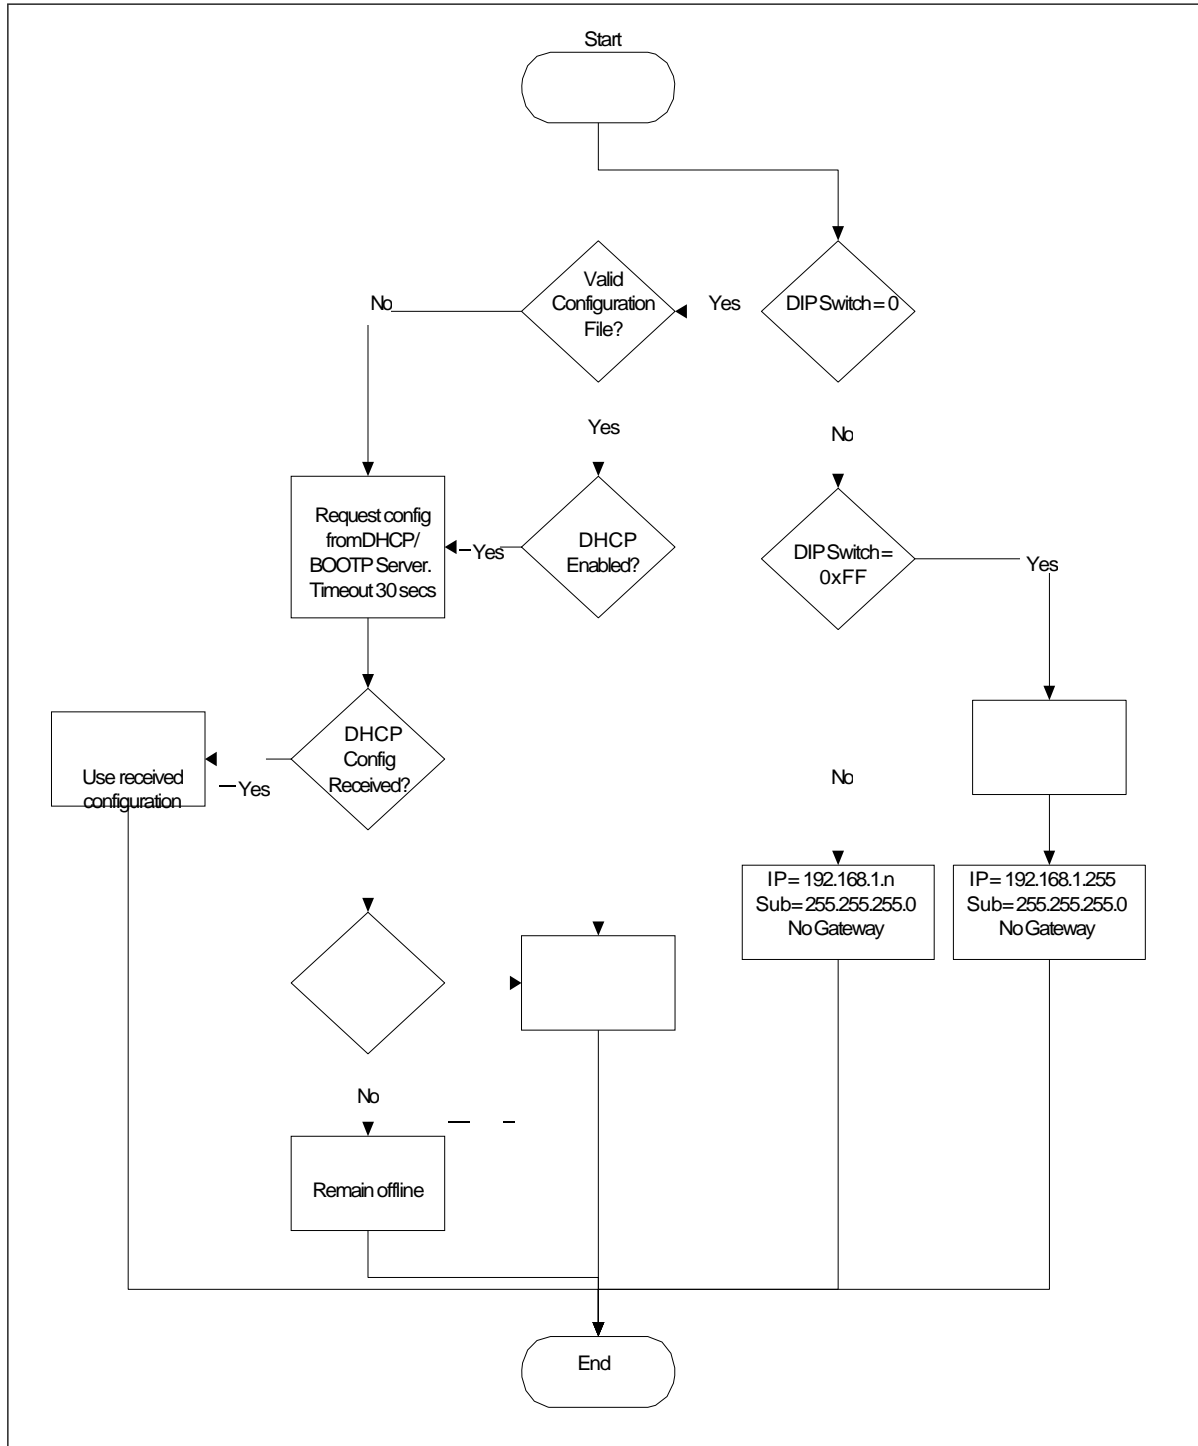 Start
Valid
Configuration
File?
No
Yes
DIP Switch = 0
Yes
No
Request config
from DHCP/
BOOTP Server.
Timeout 30 secs
Yes
DHCP
Enabled?
DIP Switch =
0xFF
Yes
DHCP
Config
Received?
Yes
Use received
configuration
No
IP = 192.168.1.n
Sub = 255.255.255.0
No Gateway
IP = 192.168.1.255
Sub = 255.255.255.0
No Gateway
No
Remain offline
End